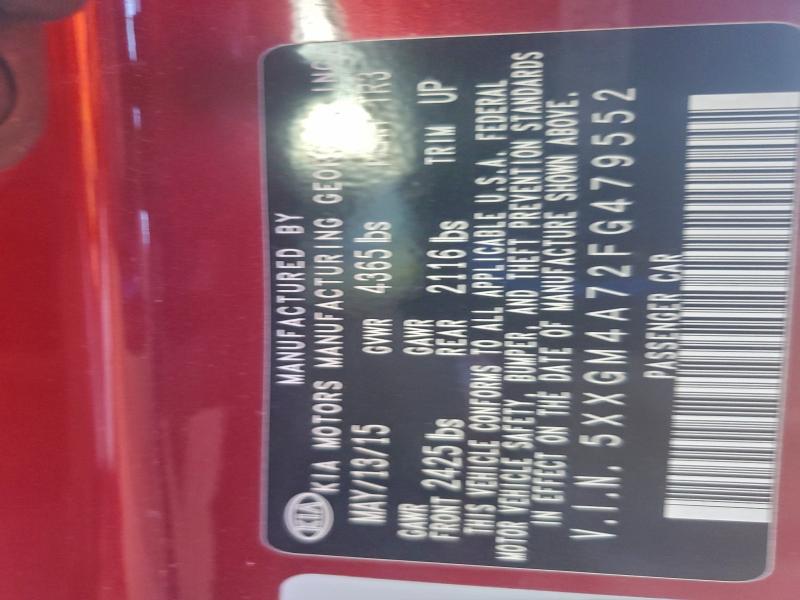 KIA
MANUFACTURED BY
KIA MOTORS MANUFACTURING INC
MAY/13/15 GVWR 4365 lbs
GAWR GAWR
FRONT 2425 lbs REAR 2116 lbs TRIM UP
THIS VEHICLE CONFORMS TO ALL APPLICABLE U.S.A. FEDERAL
MOTOR VEHICLE SAFETY, BUMPER, AND THEFT PREVENTION STANDARDS
IN EFFECT ON THE DATE OF MANUFACTURE SHOWN ABOVE.
V.I.N. 5XXGM4A72FG479552
PASSENGER CAR